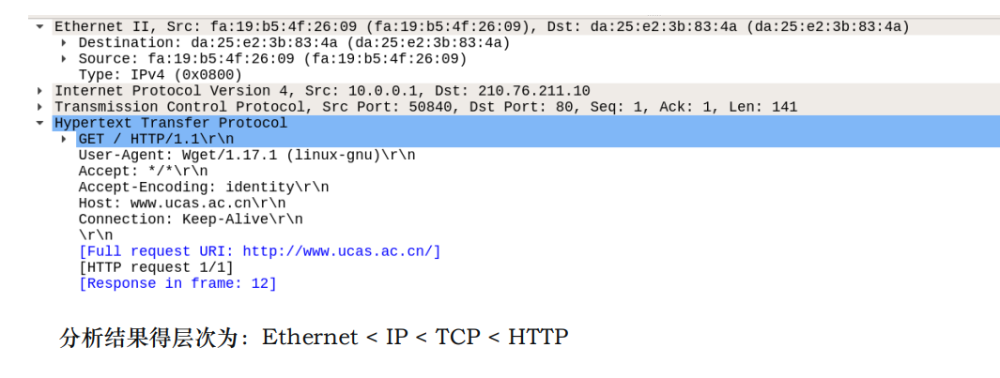 Ethernet II, Src: fa:19:b5:4f:26:09 (fa:19:b5:4f:26:09), Dst: da:25:e2:3b:83:4a (da:25:e2:3b:83:4a)
Destination: da:25:e2:3b:83:4a (da:25:e2:3b:83:4a)
Source: fa:19:b5:4f:26:09 (fa:19:b5:4f:26:09)
Type: IPv4 (0x0800)
Internet Protocol Version 4, Src: 10.0.0.1, Dst: 210.76.211.10
Transmission Control Protocol, Src Port: 50840, Dst Port: 80, Seq: 1, Ack: 1, Len: 141
Hypertext Transfer Protocol
GET / HTTP/1.1\r\n
User-Agent: Wget/1.17.1 (linux-gnu)\r\n
Accept: */*\r\n
Accept-Encoding: identity\r\n
Host: www.ucas.ac.cn\r\n
Connection: Keep-Alive\r\n
\r\n
[Full request URI: http://www.ucas.ac.cn/]
[HTTP request 1/1]
[Response in frame: 12]
分析结果得层次为：Ethernet < IP < TCP < HTTP